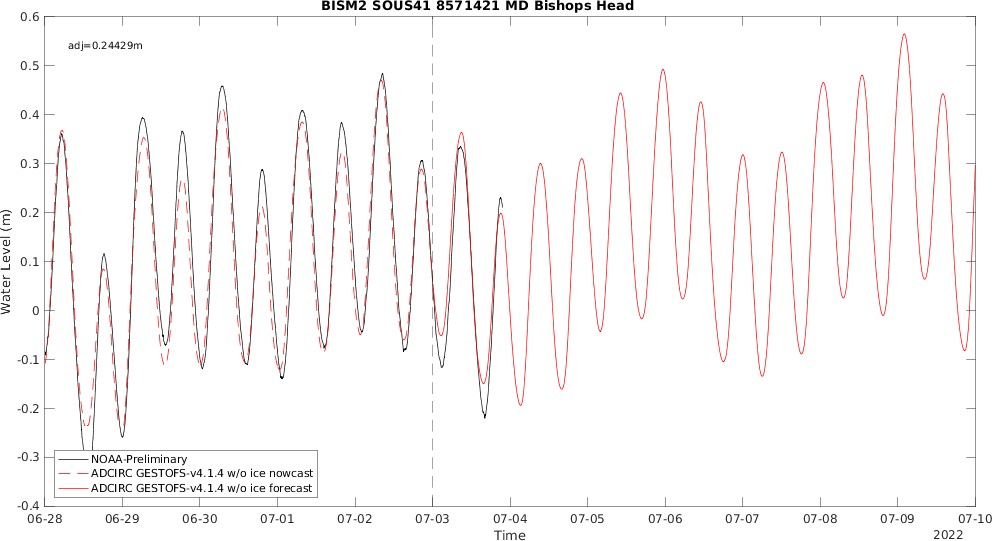 BISM2 SOUS41 8571421 MD Bishops Head
adj=0.24429m
0.6
0.5
0.4
0.3
0.2
0.1
0
-0.1
-0.2
-0.3
-0.4
Water Level (m)
NOAA-Preliminary
ADCIRC GESTOFS-v4.1.4 w/o ice nowcast
ADCIRC GESTOFS-v4.1.4 w/o ice forecast
06-28 06-29 06-30 07-01 07-02 07-03 07-04 07-05 07-06 07-07 07-08 07-09 07-10
Time
2022